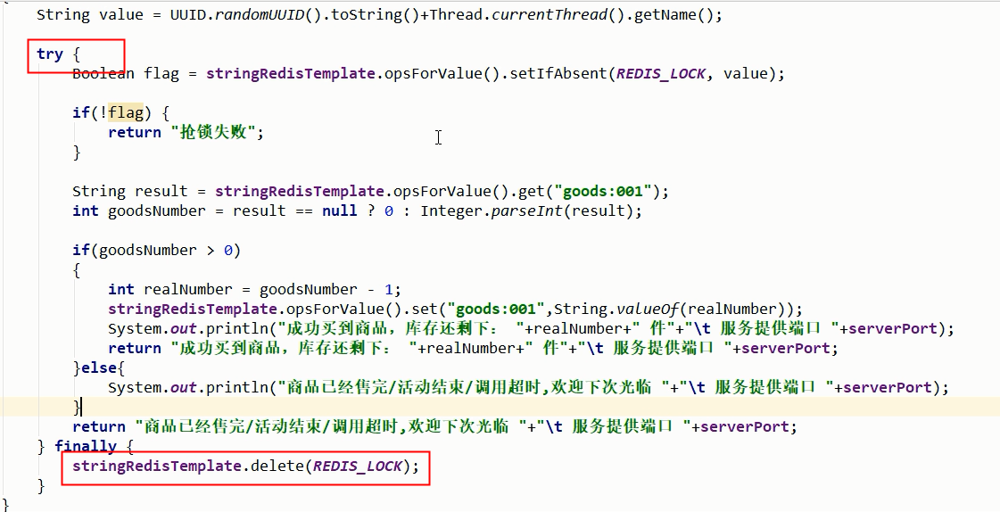 String value = UUID.randomUUID().toString()+Thread.currentThread().getName();
try {
Boolean flag = stringRedisTemplate.opsForValue().setIfAbsent(REDIS_LOCK, value);
if(!flag) {
return "抢锁失败";
}
String result = stringRedisTemplate.opsForValue().get("goods:001");
int goodsNumber = result == null ? 0 : Integer.parseInt(result);
if(goodsNumber > 0)
{
int realNumber = goodsNumber - 1;
stringRedisTemplate.opsForValue().set("goods:001",String.valueOf(realNumber));
System.out.println("成功买到商品，库存还剩下： "+realNumber+" 件"+"\t 服务提供端口 "+serverPort);
return "成功买到商品，库存还剩下： "+realNumber+" 件"+"\t 服务提供端口 "+serverPort;
}else{
System.out.println("商品已经售完/活动结束/调用超时,欢迎下次光临 "+"\t 服务提供端口 "+serverPort);
}
return "商品已经售完/活动结束/调用超时,欢迎下次光临 "+"\t 服务提供端口 "+serverPort;
} finally {
stringRedisTemplate.delete(REDIS_LOCK);
}
}